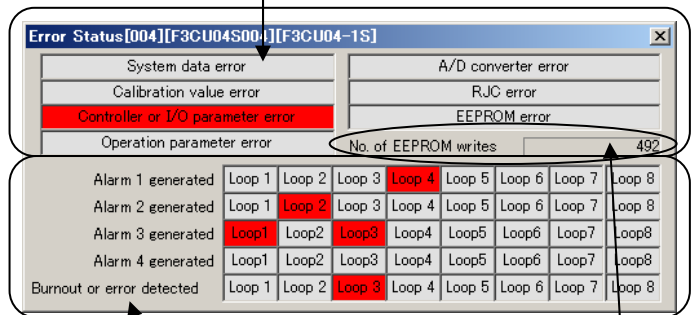 Error Status[004][F3CU04S004][F3CU04-1S]
System data error A/D converter error
Calibration value error RJC error
Controller or I/O parameter error EEPROM error
Operation parameter error No. of EEPROM writes 492
Alarm 1 generated Loop 1 Loop 2 Loop 3 Loop 4 Loop 5 Loop 6 Loop 7 Loop 8
Alarm 2 generated Loop 1 Loop 2 Loop 3 Loop 4 Loop 5 Loop 6 Loop 7 Loop 8
Alarm 3 generated Loop1 Loop2 Loop3 Loop4 Loop5 Loop6 Loop7 Loop8
Alarm 4 generated Loop1 Loop2 Loop3 Loop4 Loop5 Loop6 Loop7 Loop8
Burnout or error detected Loop 1 Loop 2 Loop 3 Loop 4 Loop 5 Loop 6 Loop 7 Loop 8